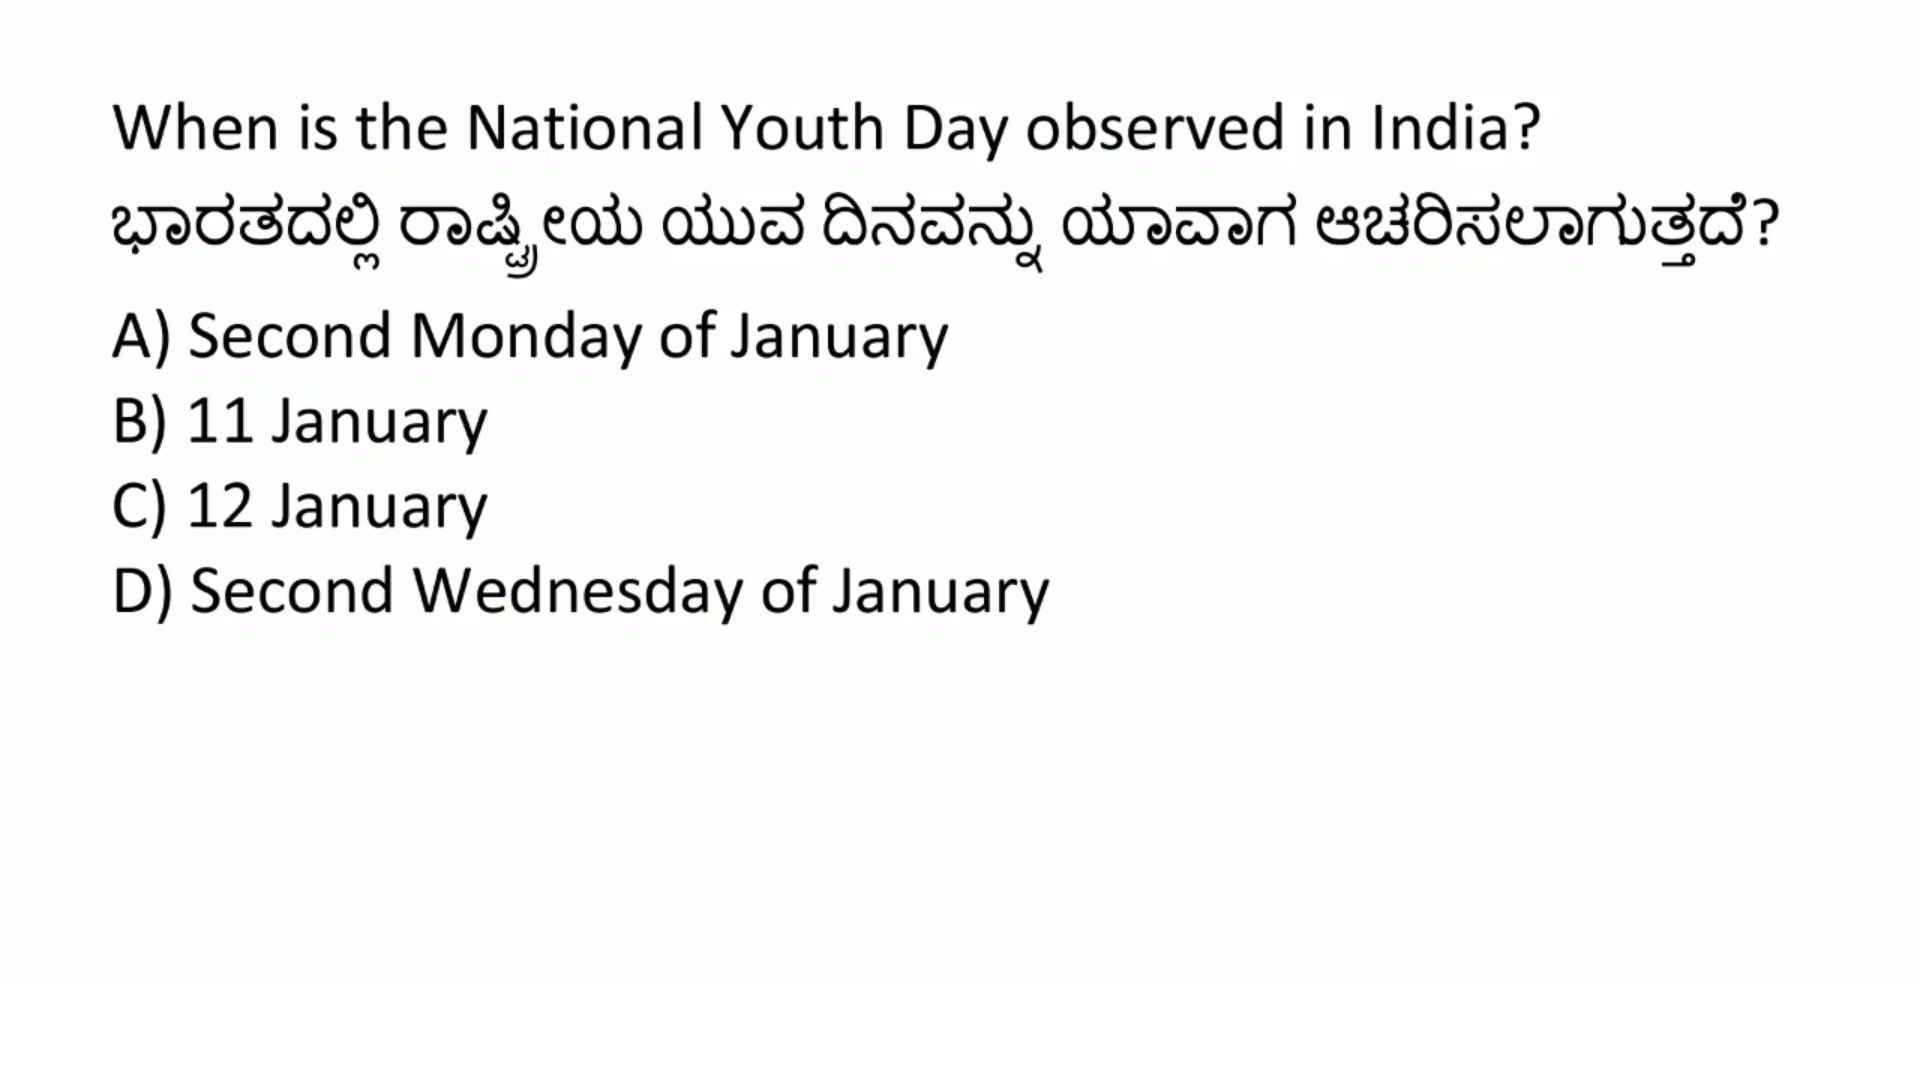 When is the National Youth Day observed in India?
ಭಾರತದಲ್ಲಿ ರಾಷ್ಟ್ರೀಯ ಯುವ ದಿನವನ್ನು ಯಾವಾಗ ಆಚರಿಸಲಾಗುತ್ತದೆ?
A) Second Monday of January
B) 11 January
C) 12 January
D) Second Wednesday of January